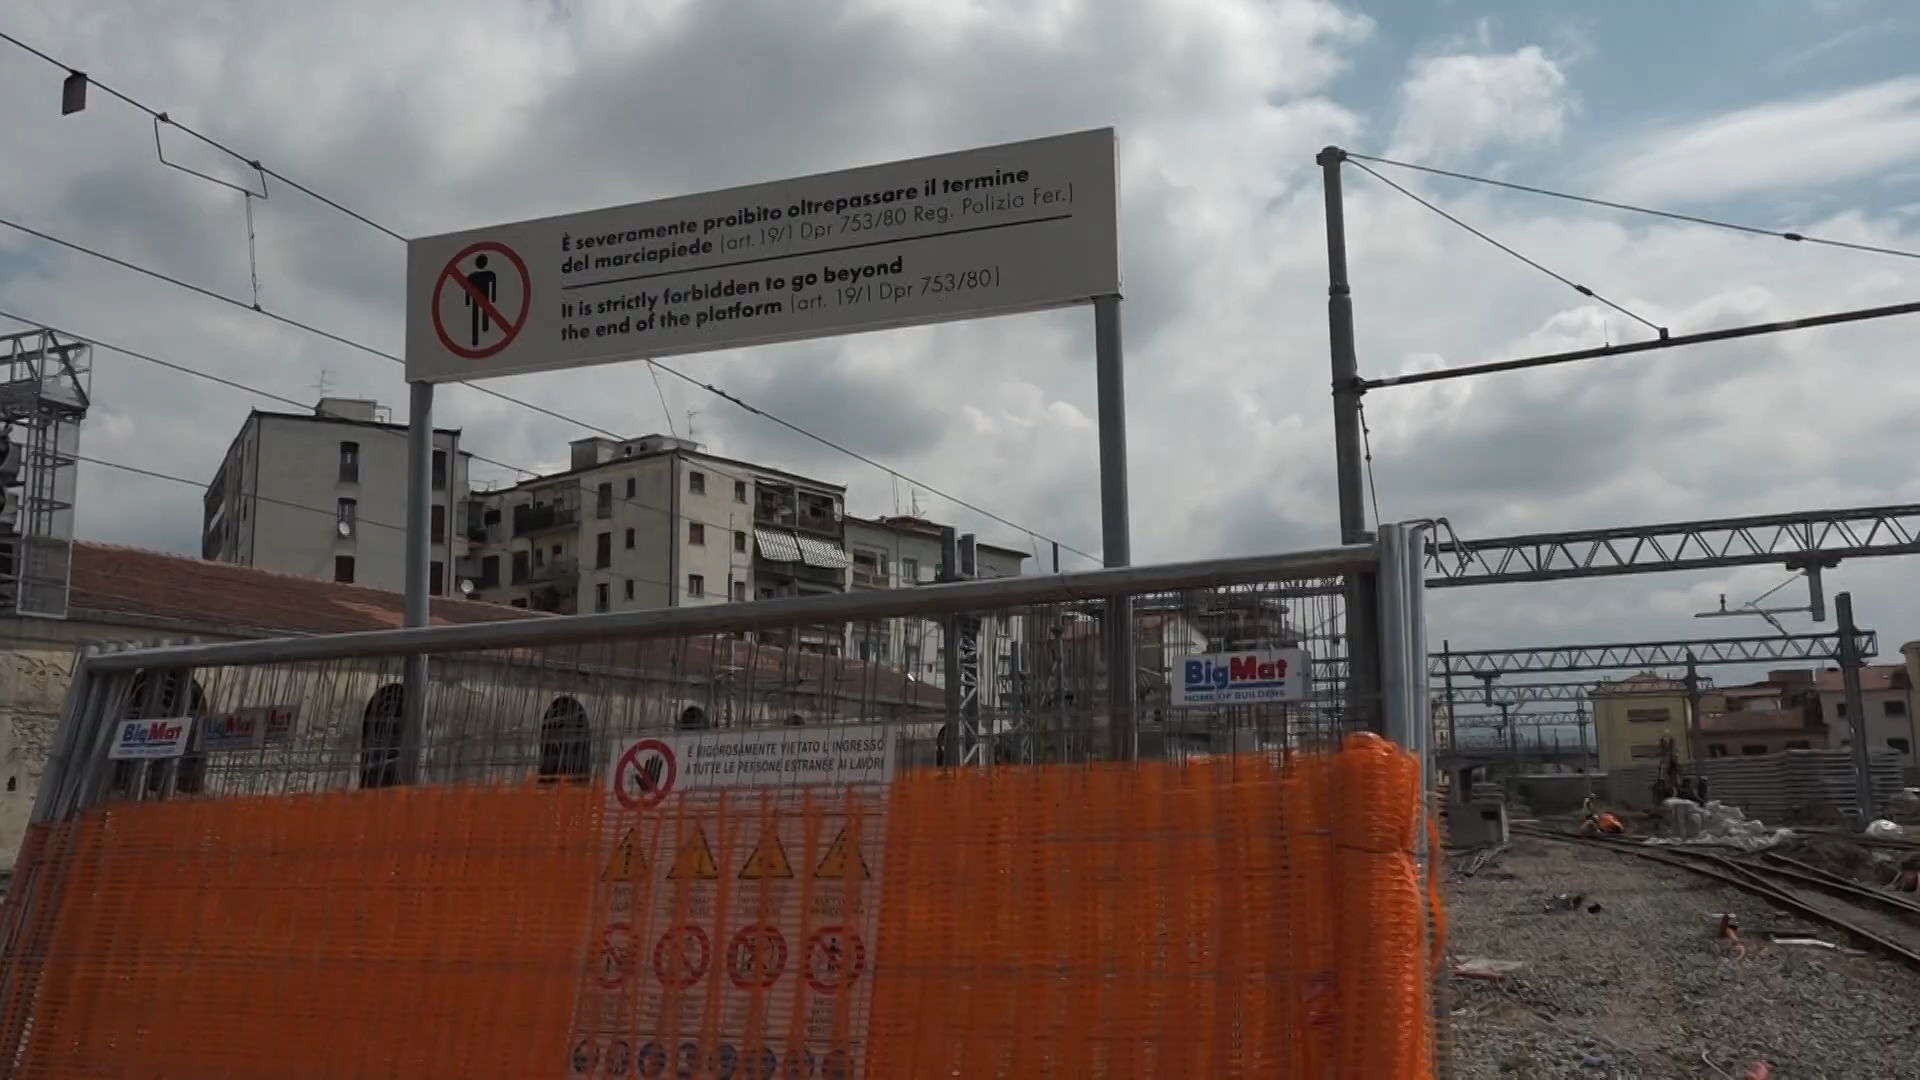 È severamente proibito oltrepassare il termine
del marciapiede (art.19/1 Dpr 753/80 Reg. Polizia Fer.)
It is strictly forbidden to go beyond
the end of the platform (art. 19/1 Dpr 753/80)
BigMat
HOME OF BUILDERS
BigMat
BigMat
È RIGOROSAMENTE VIETATO L'INGRESSO
A TUTTE LE PERSONE ESTRANEE AI LAVORI